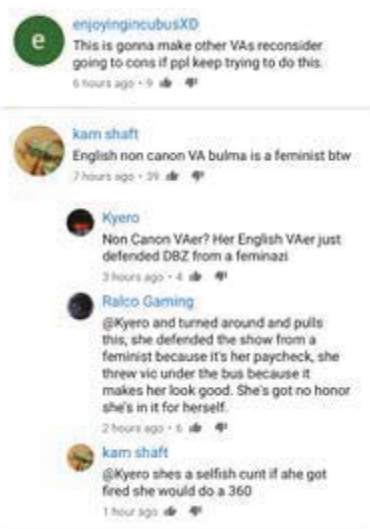 e
enjoyingincubusXD
This is gonna make other VAs reconsider
going to cons if ppl keep trying to do this.
6 hours ago • 9
kam shaft
English non canon VA bulma is a feminist btw
7 hours ago • 39
Kyero
Non Canon VAer? Her English VAer just
defended DBZ from a feminazi
3 hours ago • 4
Ralco Gaming
@Kyero and turned around and pulls
this, she defended the show from a
feminist because it's her paycheck, she
threw vic under the bus because it
makes her look good. She's got no honor
she's in it for herself.
2 hours ago • 6
kam shaft
@Kyero shes a selfish cunt if ahe got
fired she would do a 360
1 hour ago